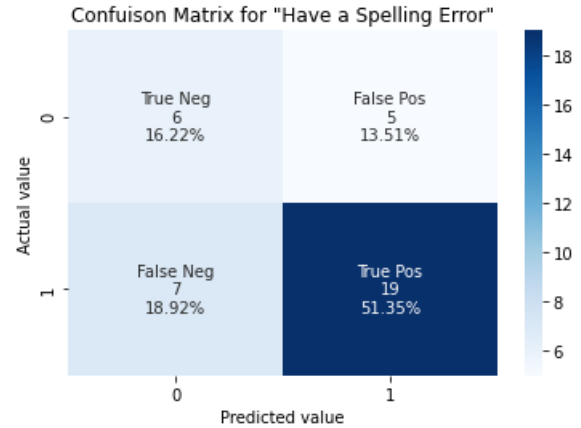 Confuison Matrix for "Have a Spelling Error"
True Neg
6
16.22%
False Pos
5
13.51%
False Neg
7
18.92%
True Pos
19
51.35%
Actual value
0
1
0
1
Predicted value
18
16
14
12
10
8
6